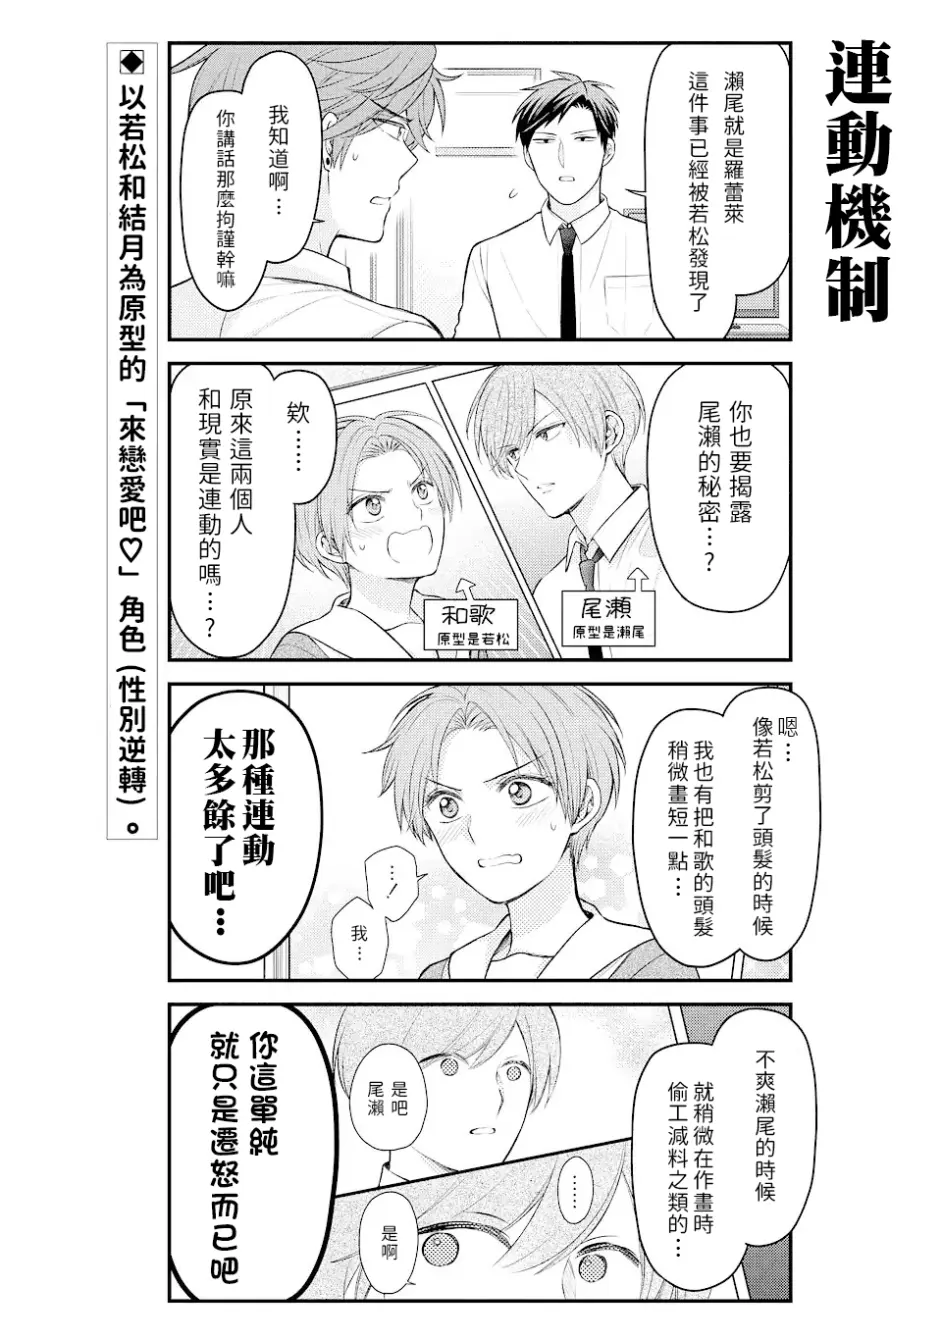 連動機制
瀨尾就是羅蕾萊
這件事已經被若松發現了
我知道啊…
你講話那麼拘謹幹嘛
你也要揭露
尾瀨的秘密…?
尾瀨
原型是瀨尾
欸……
原來這兩個人
和現實是連動的嗎…?
和歌
原型是若松
嗯…
像若松剪了頭髮的時候
我也有把和歌的頭髮
稍微畫短一點…
…!
我…
那種連動
太多餘了吧…
不爽瀨尾的時候
就稍微在作畫時
偷工減料之類的…
是吧
尾瀨
……
是啊
你這單純
就只是遷怒而已吧
◆以若松和結月為原型的「來戀愛吧♡」角色(性別逆轉)。